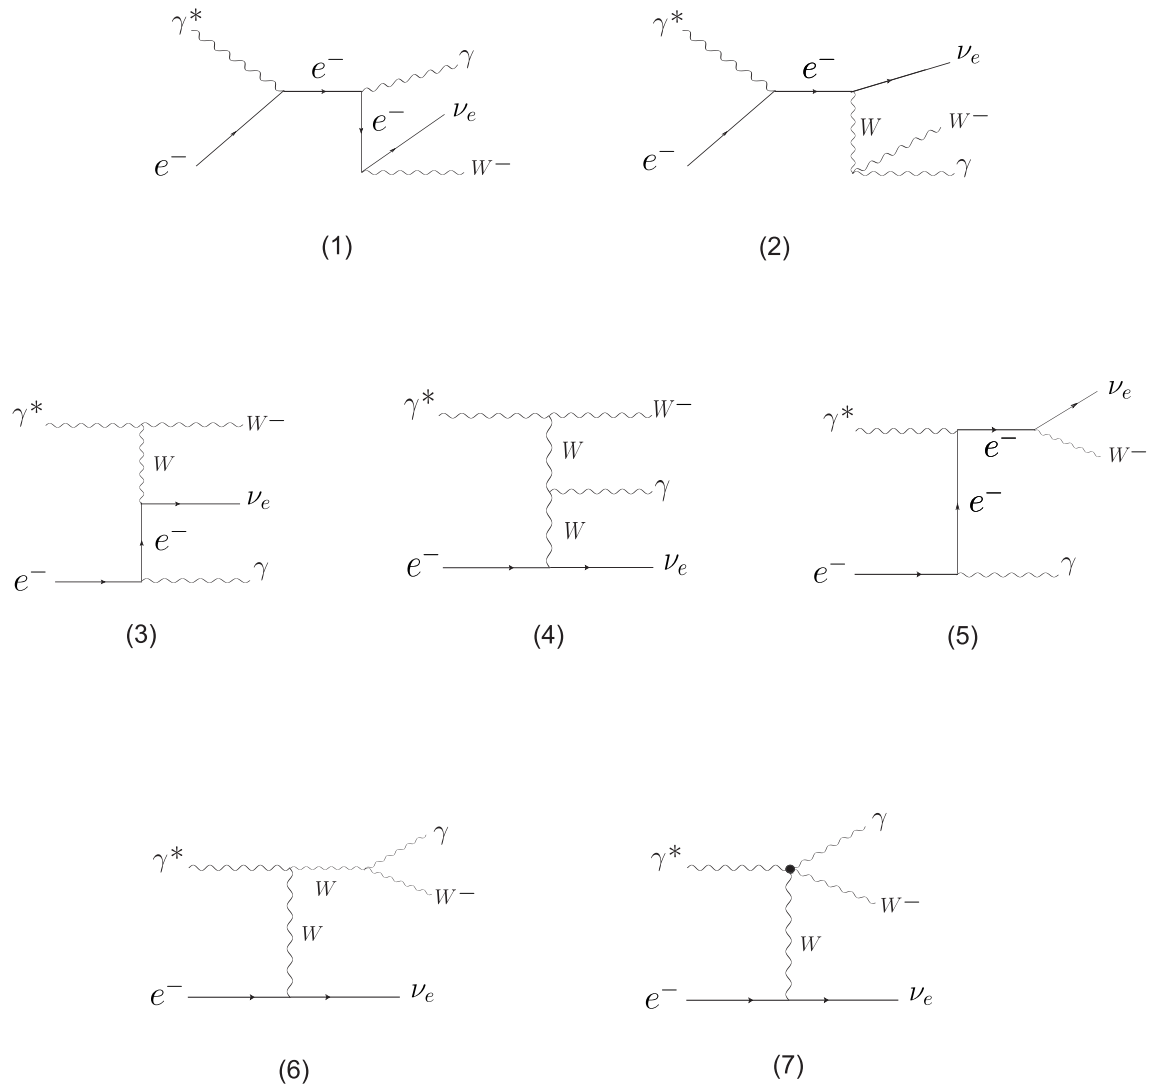 γ* e⁻ γ
e⁻ ν_e
e⁻ W⁻
(1)
γ* e⁻ ν_e
W W⁻
e⁻ γ
(2)
γ* W⁻
W
ν_e
e⁻
e⁻ γ
(3)
γ* W⁻
W
γ
W
e⁻ ν_e
(4)
ν_e
γ* e⁻ W⁻
e⁻
e⁻ γ
(5)
γ
γ* W W⁻
W
e⁻ ν_e
(6)
γ
γ* W⁻
W
e⁻ ν_e
(7)